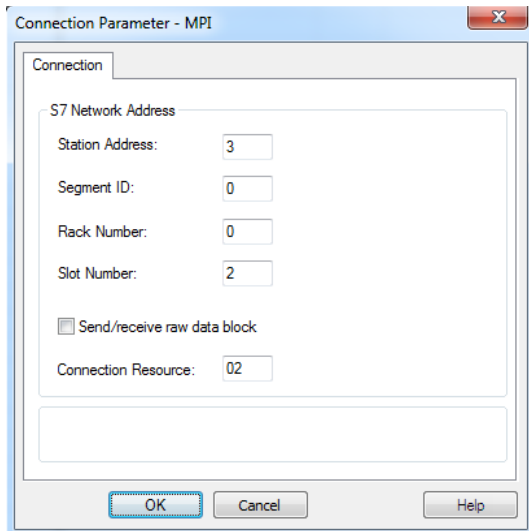 Connection Parameter - MPI
Connection
S7 Network Address
Station Address: 3
Segment ID: 0
Rack Number: 0
Slot Number: 2
Send/receive raw data block
Connection Resource: 02
OK Cancel Help